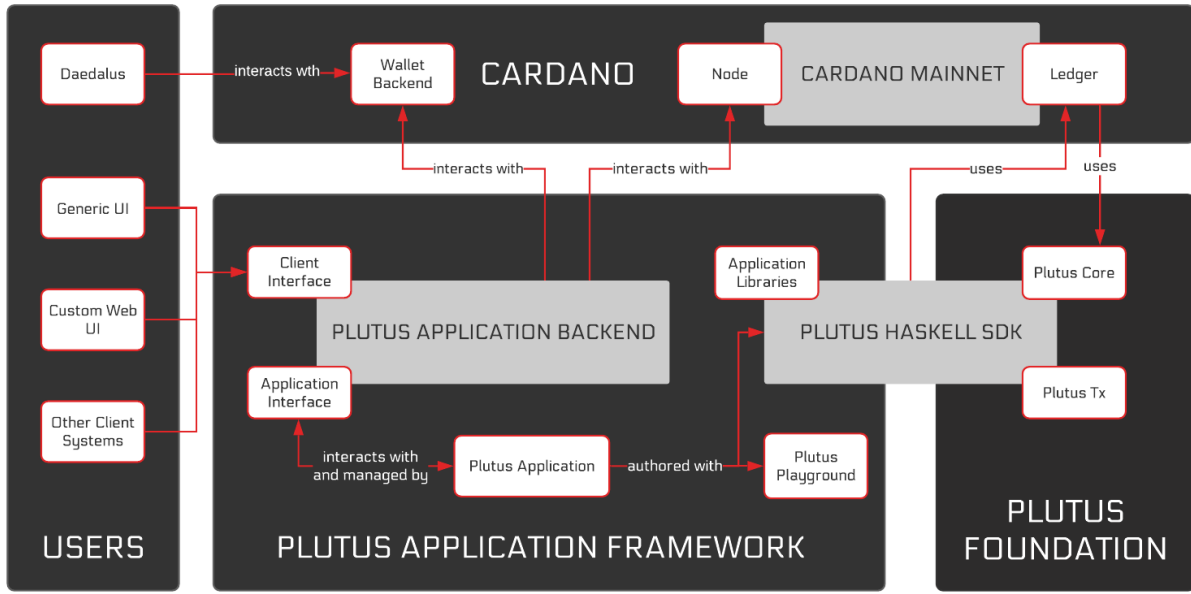 Daedalus
interacts wth
Wallet
Backend
CARDANO
Node
CARDANO MAINNET
Ledger
interacts with
interacts with
uses
uses
Generic UI
Custom Web
UI
Other Client
Systems
USERS
Client
Interface
PLUTUS APPLICATION BACKEND
Application
Interface
interacts with
and managed by
Plutus Application
authored with
Plutus
Playground
Application
Libraries
PLUTUS HASKELL SDK
PLUTUS APPLICATION FRAMEWORK
Plutus Core
Plutus Tx
PLUTUS
FOUNDATION